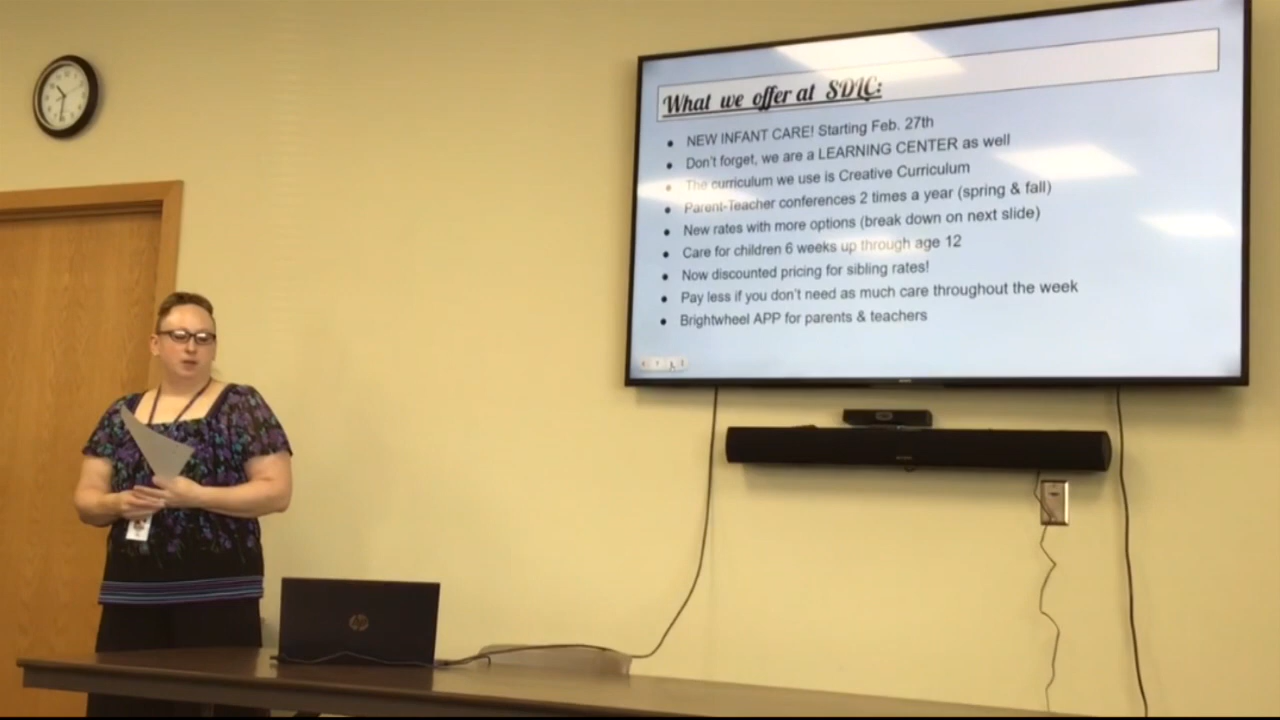 What we offer at SDLC:
NEW INFANT CARE! Starting Feb. 27th
Don't forget, we are a LEARNING CENTER as well
The curriculum we use is Creative Curriculum
Parent-Teacher conferences 2 times a year (spring & fall)
New rates with more options (break down on next slide)
Care for children 6 weeks up through age 12
Now discounted pricing for sibling rates!
Pay less if you don't need as much care throughout the week
Brightwheel APP for parents & teachers
hp